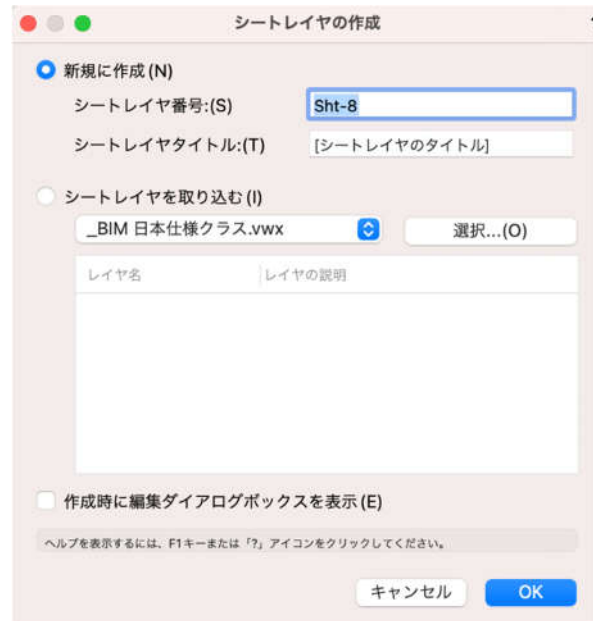 シートレイヤの作成
新規に作成(N)
シートレイヤ番号:(S) Sht-8
シートレイヤタイトル:(T) [シートレイヤのタイトル]
シートレイヤを取り込む(I)
_BIM 日本仕様クラス.vwx 選択...(O)
レイヤ名 レイヤの説明
作成時に編集ダイアログボックスを表示(E)
ヘルプを表示するには、F1キーまたは「?」アイコンをクリックしてください。
キャンセル OK